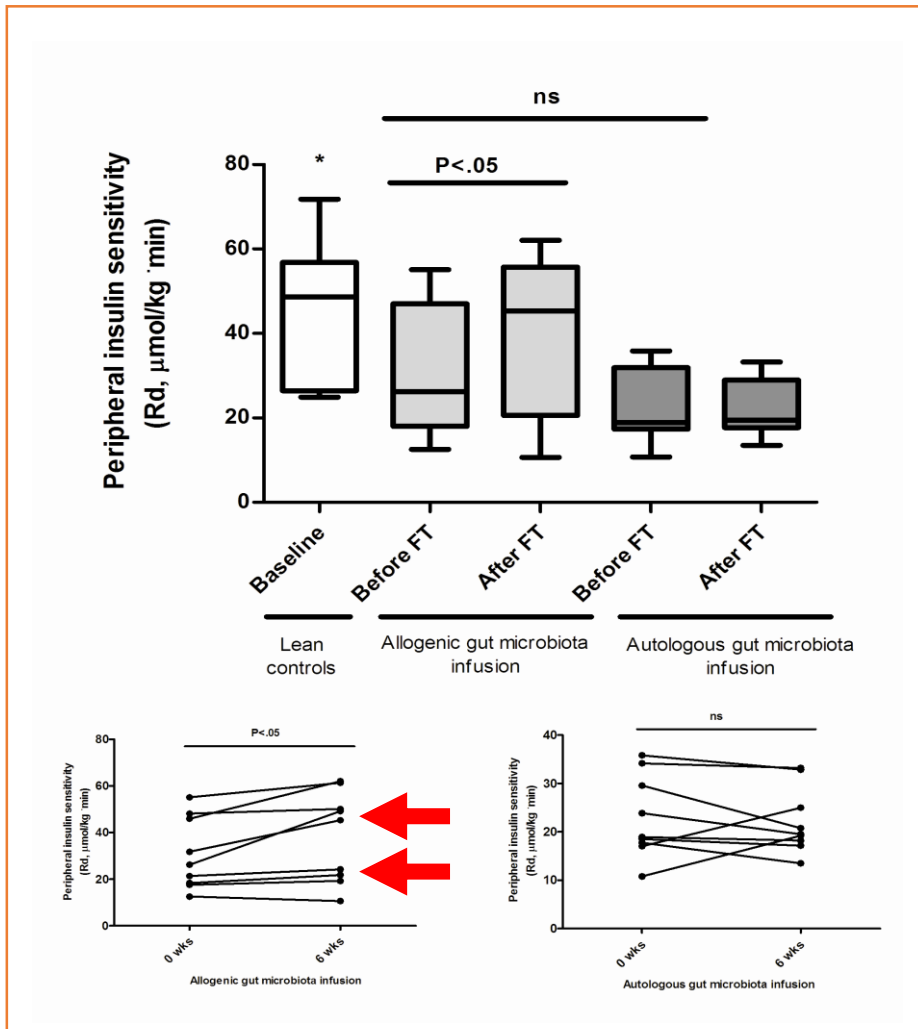 ns
P<.05
*
Peripheral insulin sensitivity
(Rd, μmol/kg ·min)
80
60
40
20
0
Baseline
Before FT
After FT
Before FT
After FT
Lean
controls
Allogenic gut microbiota
infusion
Autologous gut microbiota
infusion
P<.05
Peripheral insulin sensitivity
(Rd, μmol/kg ·min)
80
60
40
20
0
0 wks
6 wks
Allogenic gut microbiota infusion
ns
Peripheral insulin sensitivity
(Rd, μmol/kg ·min)
40
30
20
10
0
0 wks
6 wks
Autologous gut microbiota infusion